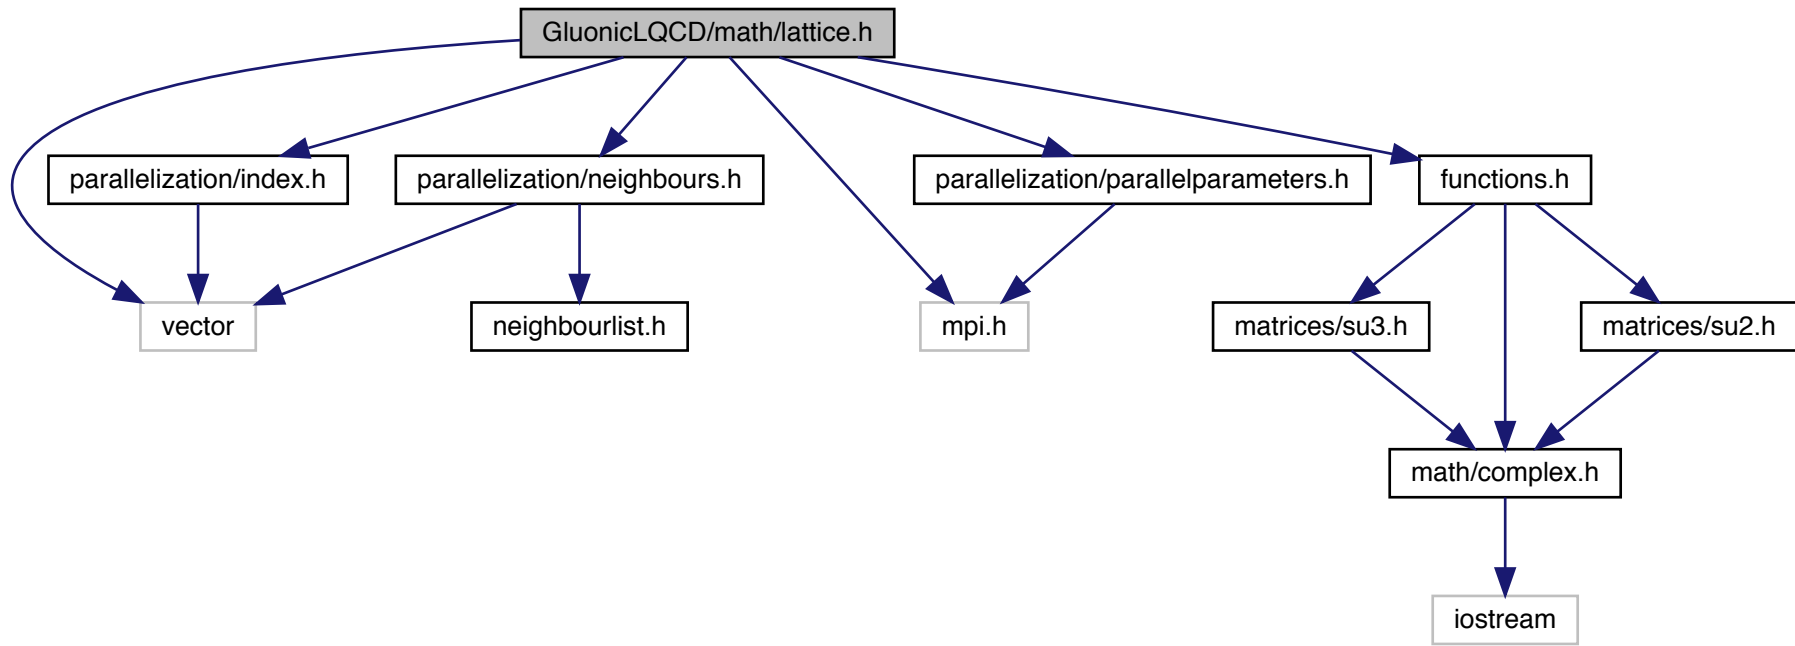 GluonicLQCD/math/lattice.h
parallelization/index.h
parallelization/neighbours.h
parallelization/parallelparameters.h
functions.h
vector
neighbourlist.h
mpi.h
matrices/su3.h
matrices/su2.h
math/complex.h
iostream